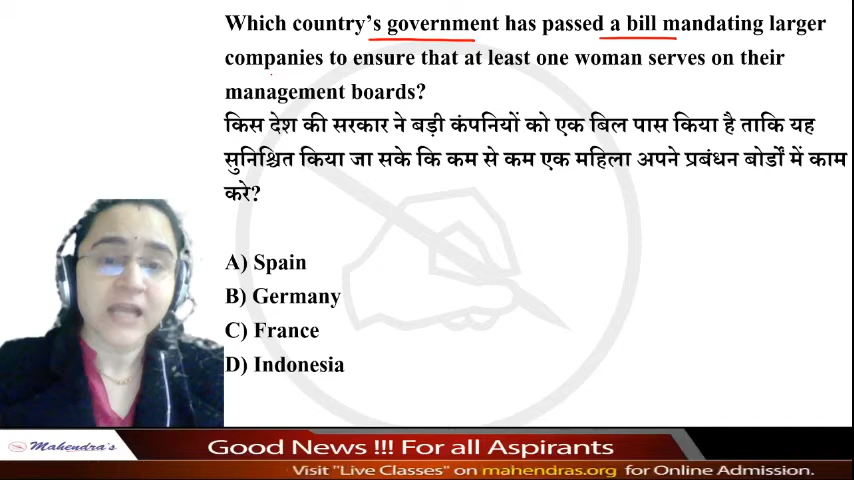 Which country's government has passed a bill mandating larger
companies to ensure that at least one woman serves on their
management boards?
किस देश की सरकार ने बड़ी कंपनियों को एक बिल पास किया है ताकि यह
सुनिश्चित किया जा सके कि कम से कम एक महिला अपने प्रबंधन बोर्डों में काम
करे?
A) Spain
B) Germany
C) France
D) Indonesia
Mahendra's
Good News !!! For all Aspirants
Visit "Live Classes" on mahendras.org for Online Admission.